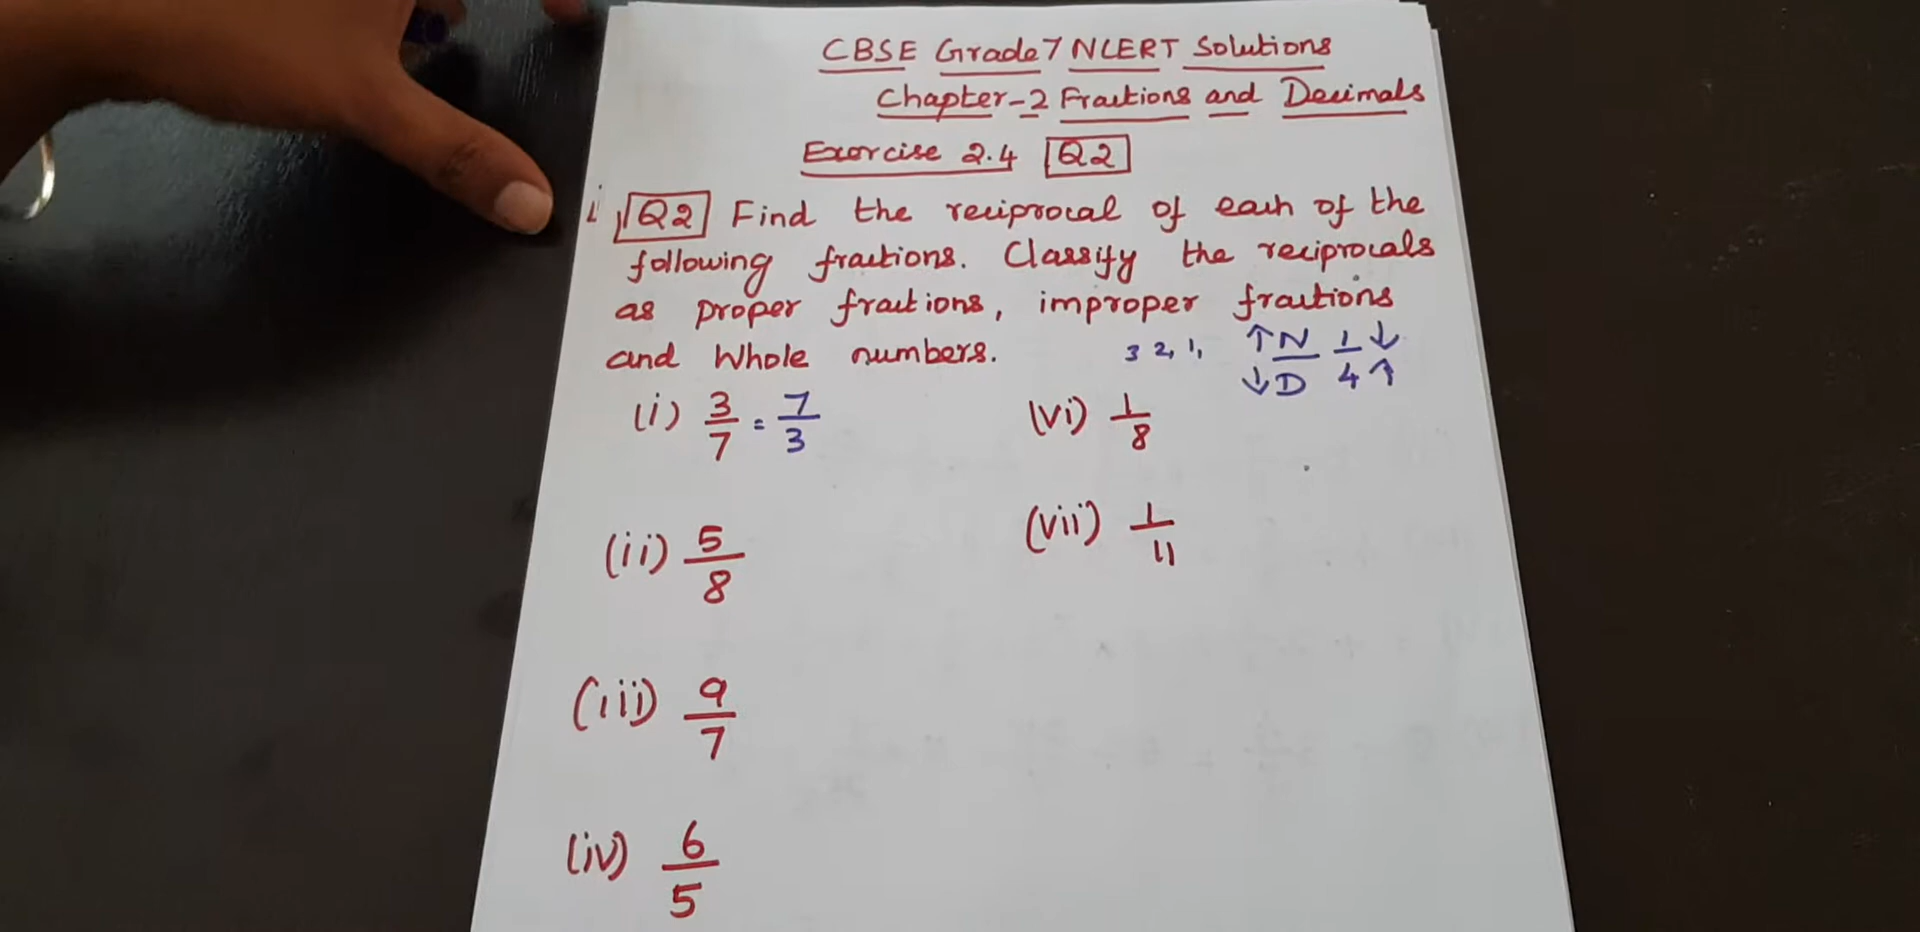 CBSE Grade 7 NCERT Solutions
Chapter-2 Fractions and Decimals
Exercise 2.4 Q2
Q2 Find the reciprocal of each of the
following fractions. Classify the reciprocals
as proper fractions, improper fractions
and Whole numbers.
3 2, 1, ↑N/↓D 1/4 ↓↑
(i) 3/7 = 7/3
(vi) 1/8
(ii) 5/8
(vii) 1/11
(iii) 9/7
(iv) 6/5